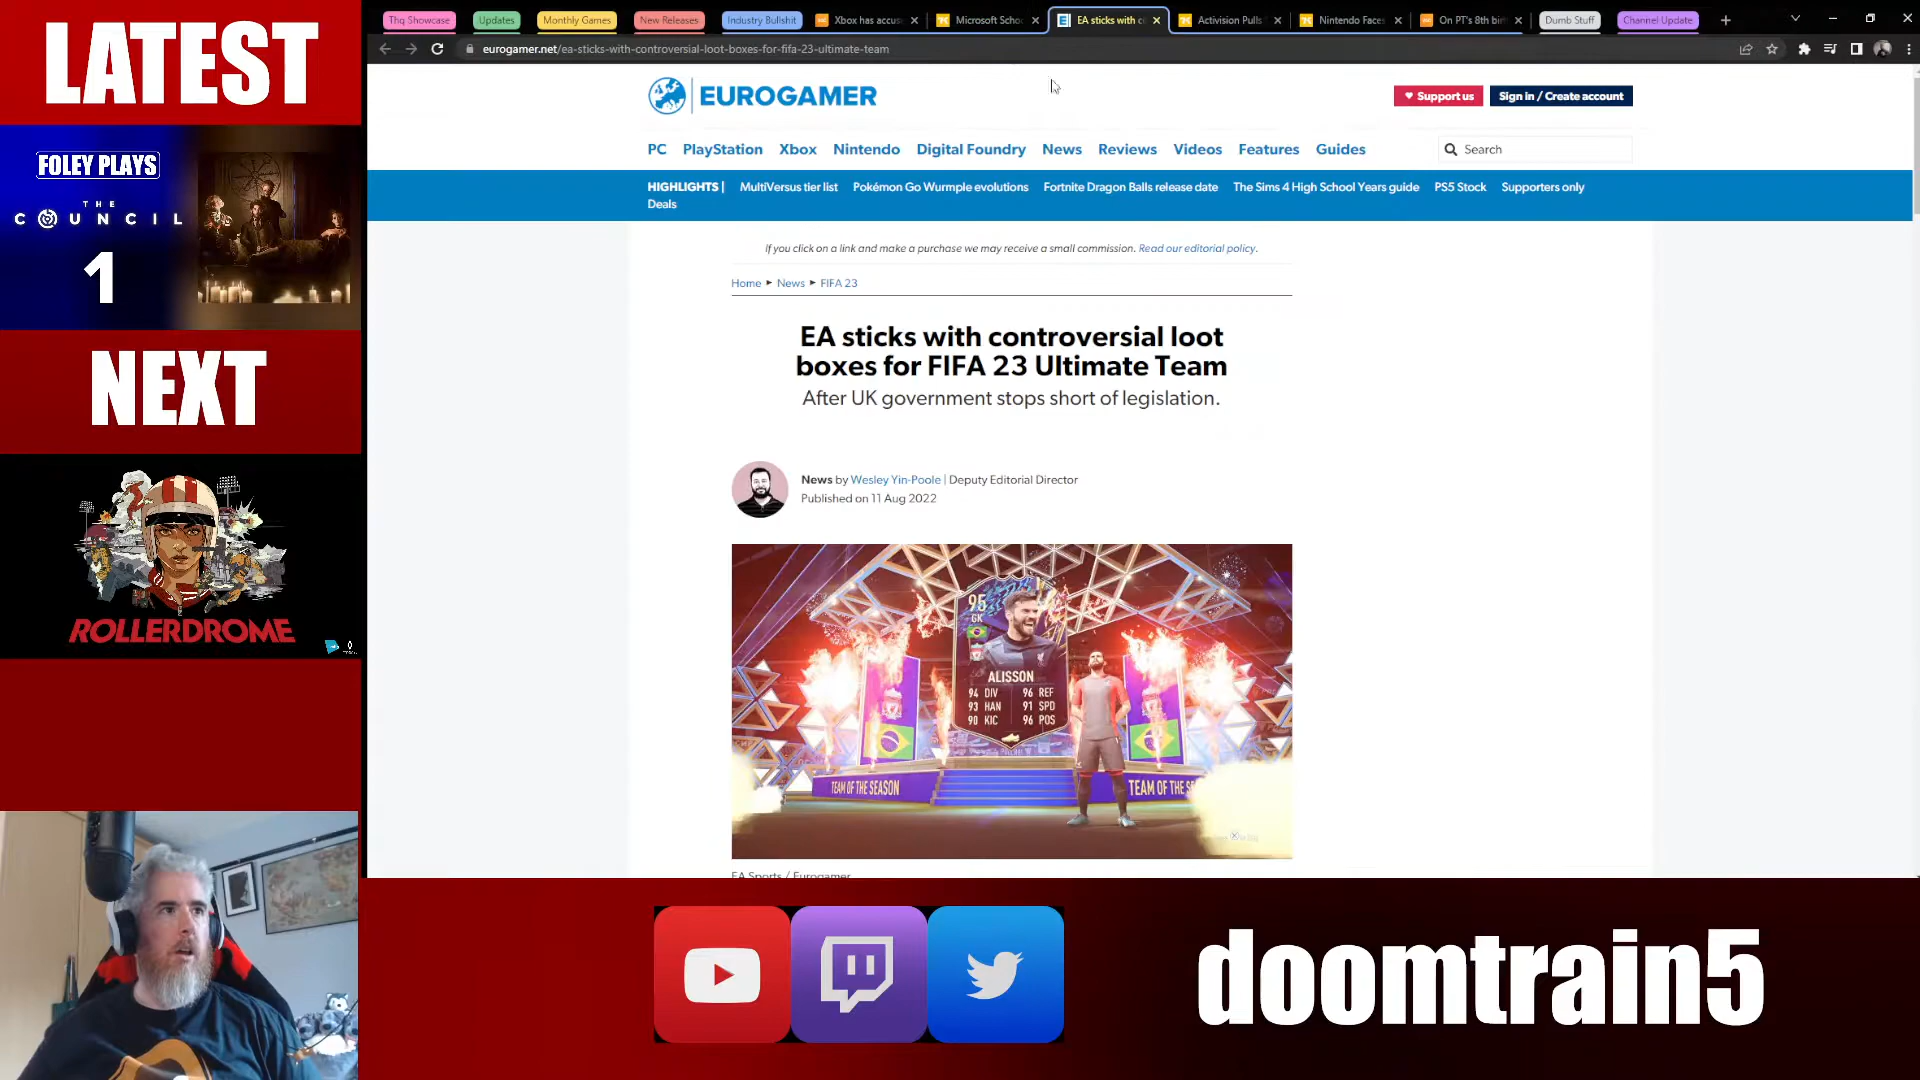 LATEST
FOLEY PLAYS
THE
COUNCIL
1
NEXT
ROLLERDROME
Thq Showcase
Updates
Monthly Games
New Releases
Industry Bullshit
Xbox has accus
Microsoft Scho
EA sticks with c
Activision Pulls
Nintendo Faces
On PT's 8th bir
Dumb Stuff
Channel Update
eurogamer.net/ea-sticks-with-controversial-loot-boxes-for-fifa-23-ultimate-team
EUROGAMER
Support us
Sign in / Create account
PC PlayStation Xbox Nintendo Digital Foundry News Reviews Videos Features Guides
Search
HIGHLIGHTS | MultiVersus tier list Pokémon Go Wurmple evolutions Fortnite Dragon Balls release date The Sims 4 High School Years guide PS5 Stock Supporters only
Deals
If you click on a link and make a purchase we may receive a small commission. Read our editorial policy.
Home ► News ► FIFA 23
EA sticks with controversial loot
boxes for FIFA 23 Ultimate Team
After UK government stops short of legislation.
News by Wesley Yin-Poole | Deputy Editorial Director
Published on 11 Aug 2022
95
GK
ALISSON
94 DIV 96 REF
93 HAN 91 SPD
90 KIC 96 POS
TEAM OF THE SEASON
TEAM OF THE S
EA Sports / Eurogamer
doomtrain5